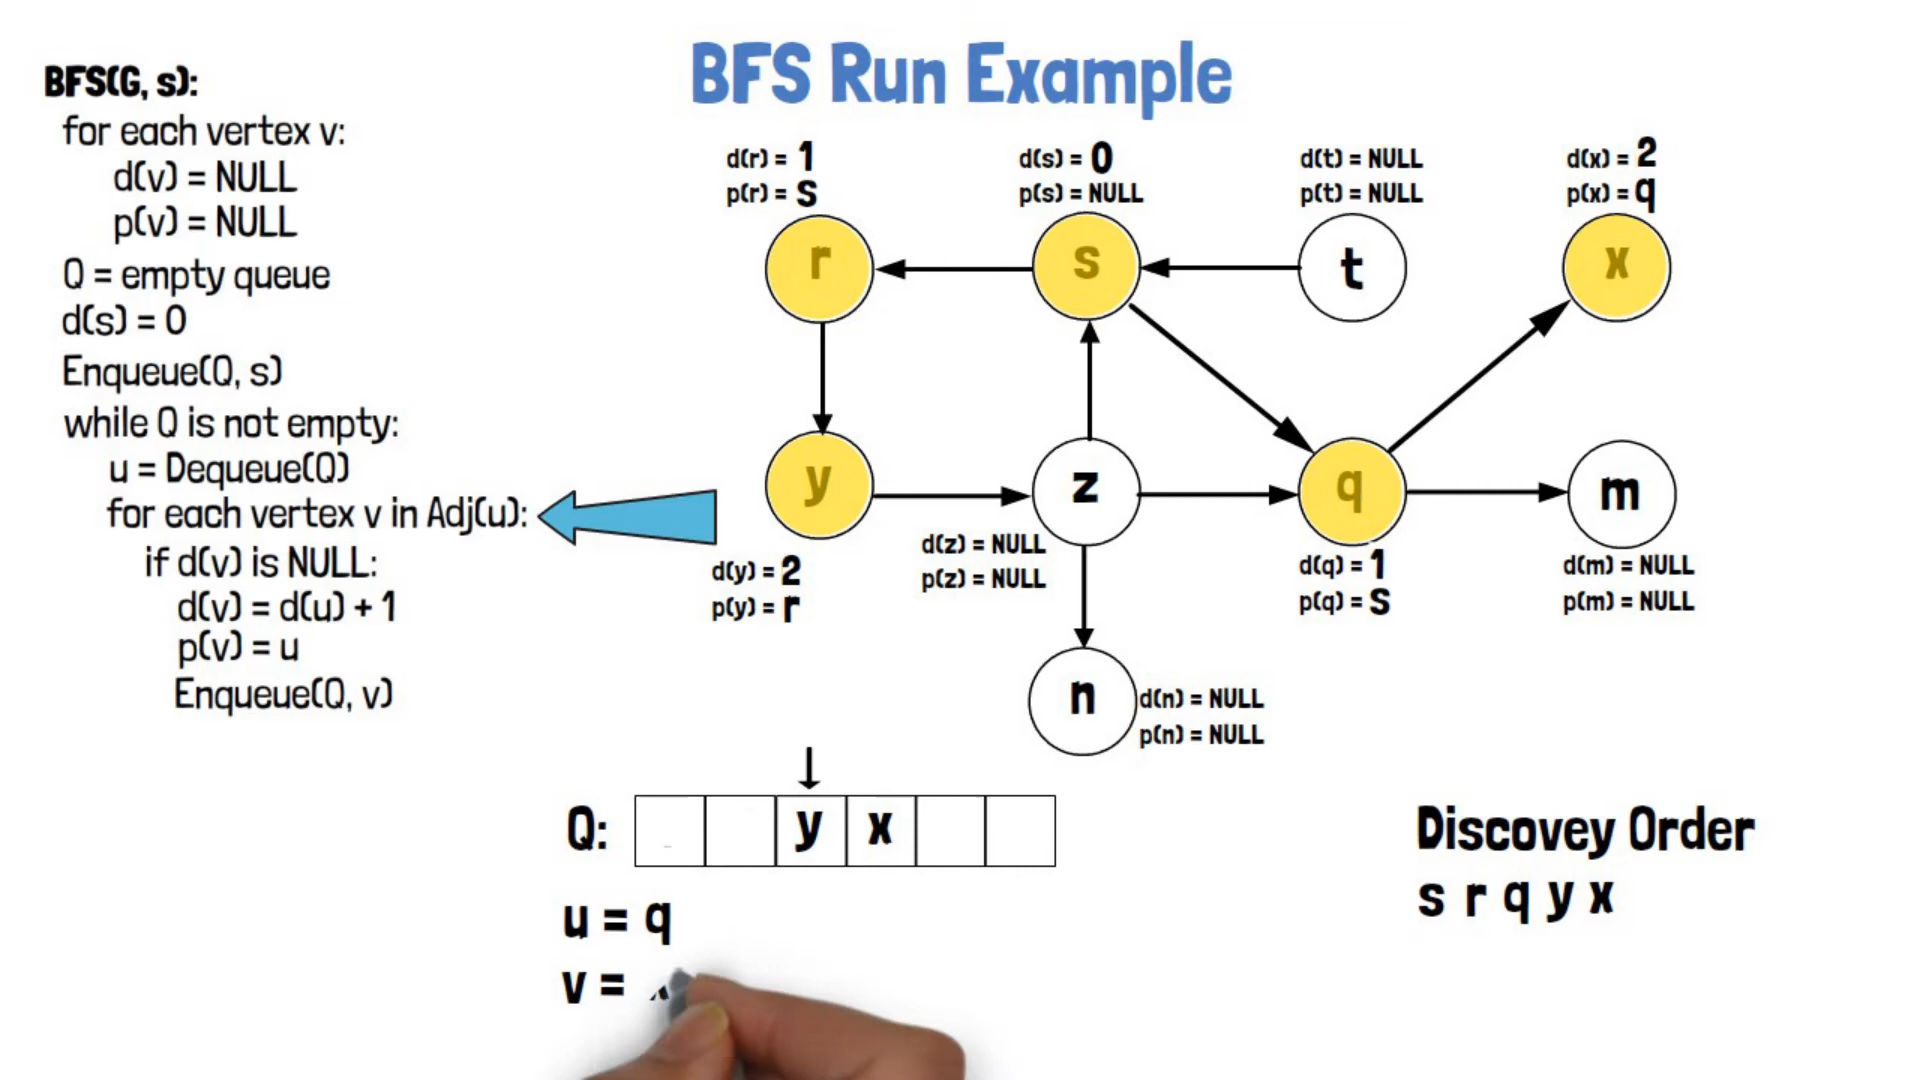 BFS Run Example
BFS(G, s):
for each vertex v:
d(v) = NULL
p(v) = NULL
Q = empty queue
d(s) = 0
Enqueue(Q, s)
while Q is not empty:
u = Dequeue(Q)
for each vertex v in Adj(u):
if d(v) is NULL:
d(v) = d(u) + 1
p(v) = u
Enqueue(Q, v)
d(r) = 1
p(r) = s
d(s) = 0
p(s) = NULL
d(t) = NULL
p(t) = NULL
d(x) = 2
p(x) = q
r
s
t
x
y
z
q
m
d(y) = 2
p(y) = r
d(z) = NULL
p(z) = NULL
d(q) = 1
p(q) = s
d(m) = NULL
p(m) = NULL
n
d(n) = NULL
p(n) = NULL
Q: y x
u = q
v =
Discovey Order
s r q y x